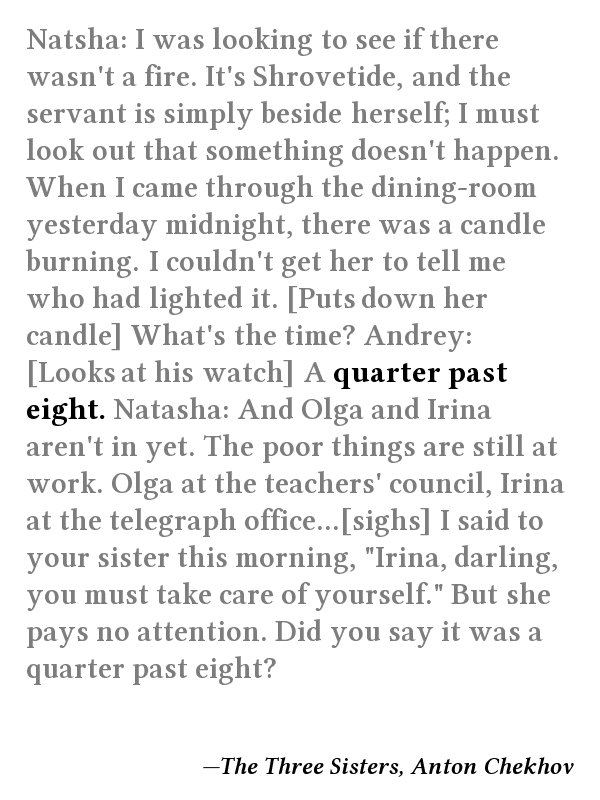 Natsha: I was looking to see if there
wasn't a fire. It's Shrovetide, and the
servant is simply beside herself; I must
look out that something doesn't happen.
When I came through the dining-room
yesterday midnight, there was a candle
burning. I couldn't get her to tell me
who had lighted it. [Puts down her
candle] What's the time? Andrey:
[Looks at his watch] A quarter past
eight. Natasha: And Olga and Irina
aren't in yet. The poor things are still at
work. Olga at the teachers' council, Irina
at the telegraph office...[sighs] I said to
your sister this morning, "Irina, darling,
you must take care of yourself." But she
pays no attention. Did you say it was a
quarter past eight?
—The Three Sisters, Anton Chekhov